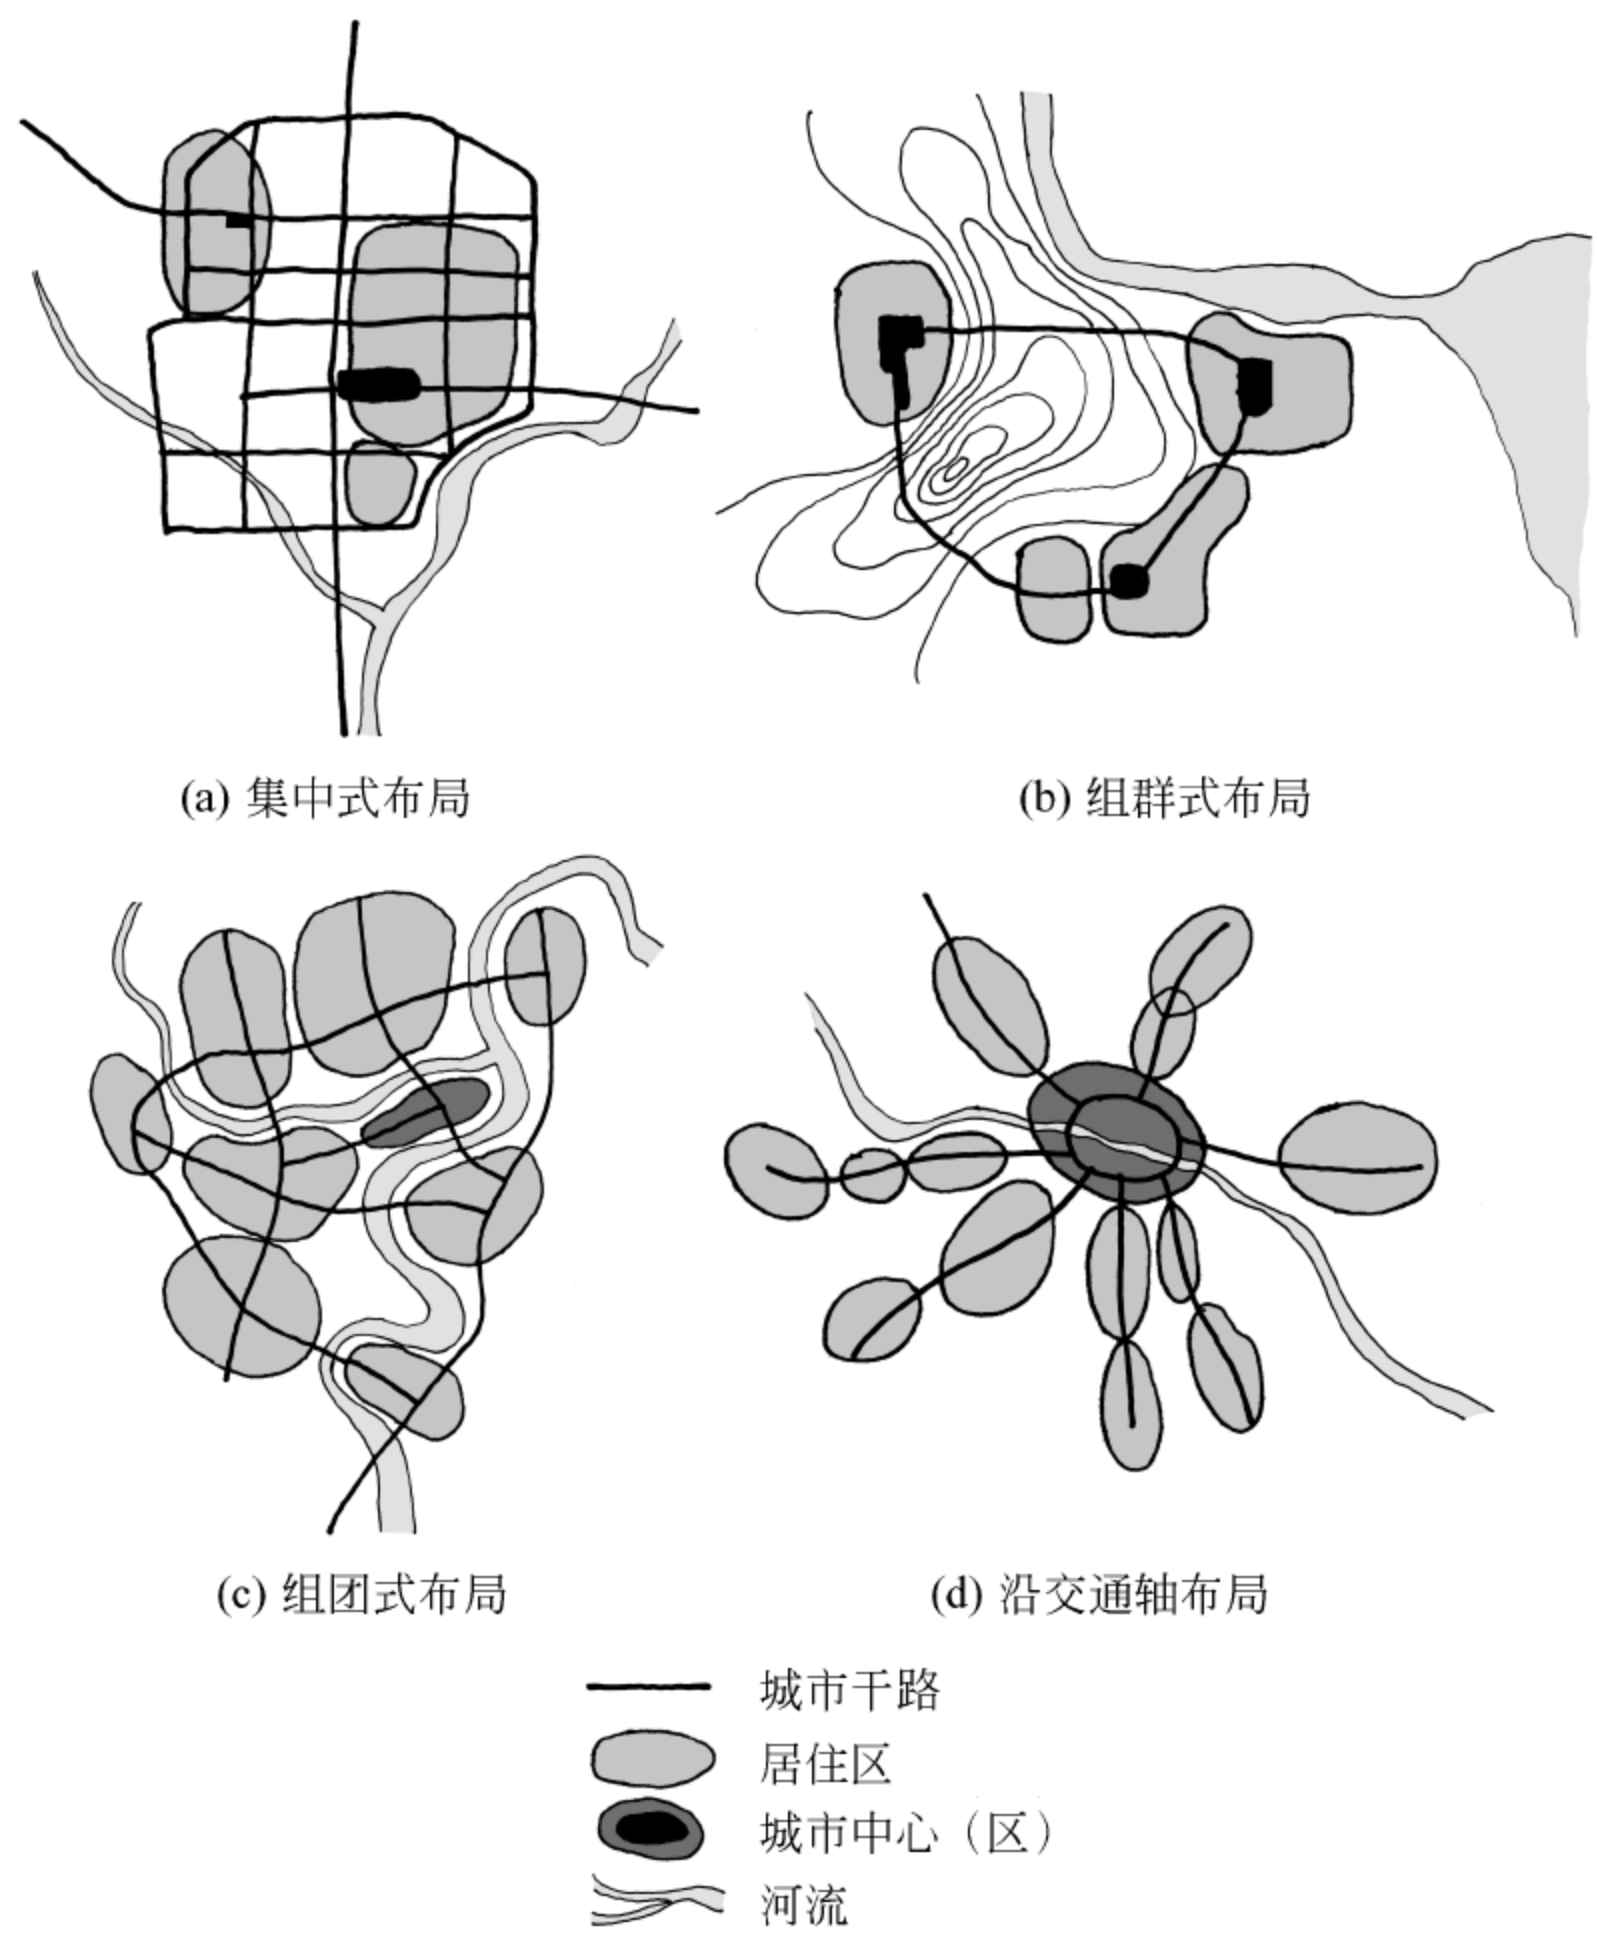 (a) 集中式布局
(b) 组群式布局
(c) 组团式布局
(d) 沿交通轴布局
城市干路
居住区
城市中心（区）
河流